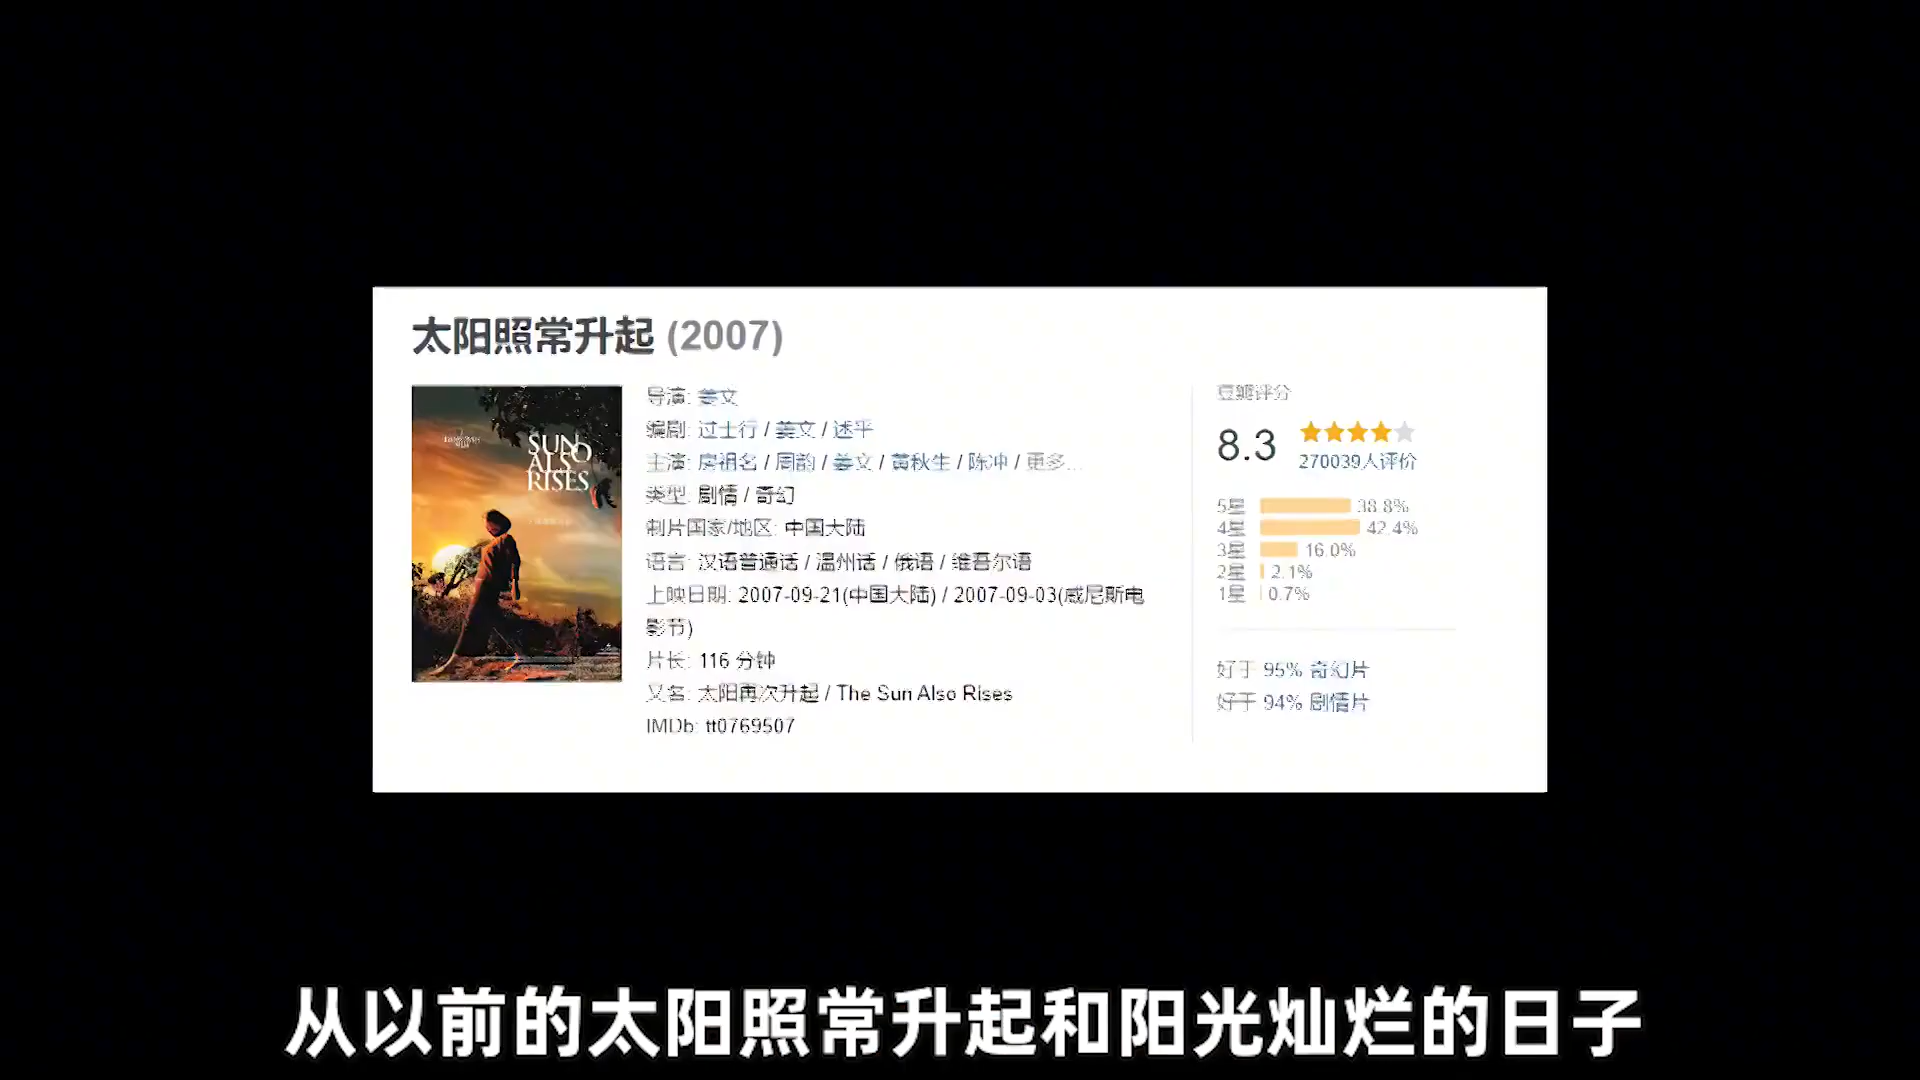 太阳照常升起 (2007)
SUN
ALSO
RISES
导演: 姜文
编剧: 过士行 / 姜文 / 述平
主演: 房祖名 / 周韵 / 姜文 / 黄秋生 / 陈冲 / 更多...
类型: 剧情 / 奇幻
制片国家/地区: 中国大陆
语言: 汉语普通话 / 温州话 / 俄语 / 维吾尔语
上映日期: 2007-09-21(中国大陆) / 2007-09-03(威尼斯电
影节)
片长: 116 分钟
又名: 太阳再次升起 / The Sun Also Rises
IMDb: tt0769507
豆瓣评分
8.3
270039人评价
5星 38.8%
4星 42.4%
3星 16.0%
2星 2.1%
1星 0.7%
好于 95% 奇幻片
好于 94% 剧情片
从以前的太阳照常升起和阳光灿烂的日子